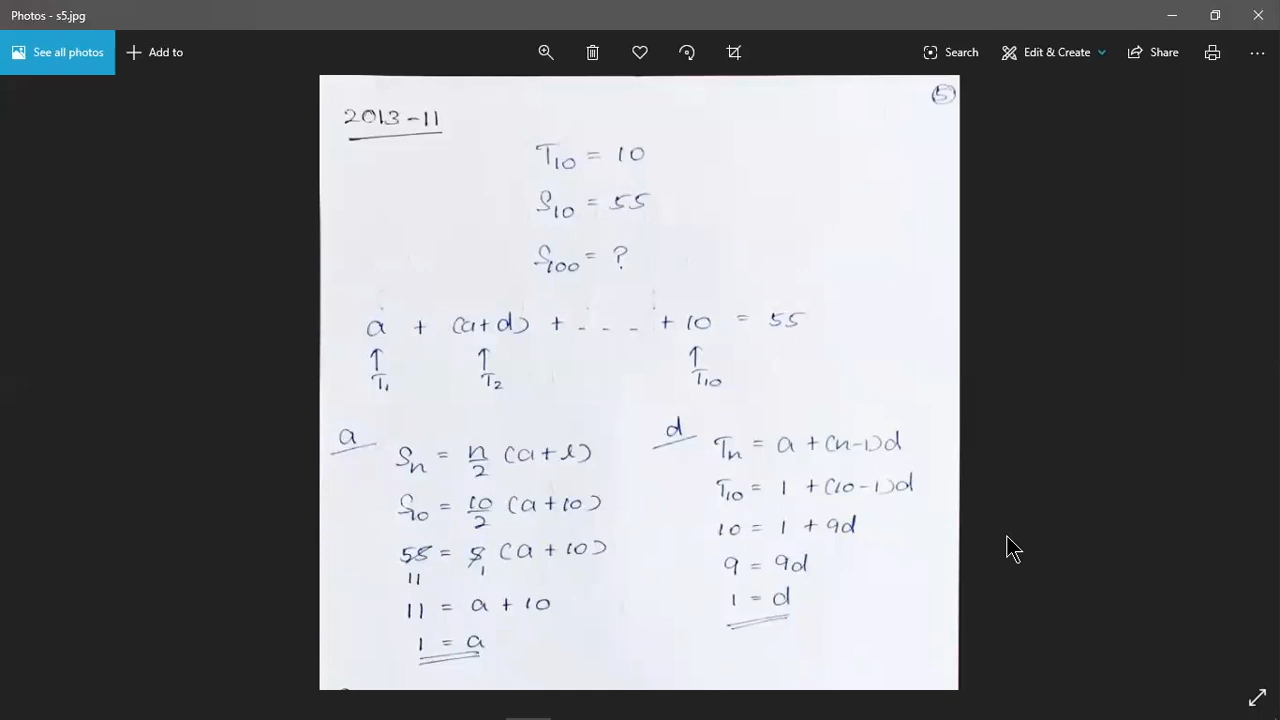 Photos - s5.jpg
See all photos
Add to
Search
Edit & Create
Share
5
2013-11
T10 = 10
S10 = 55
S100 = ?
a + (a+d) + - - - + 10 = 55
↑ ↑ ↑
T1 T2 T10
a
Sn = n/2 (a+l)
S10 = 10/2 (a+10)
55 = 5 (a+10)
11 1
11 = a + 10
1 = a
d
Tn = a + (n-1)d
T10 = 1 + (10-1)d
10 = 1 + 9d
9 = 9d
1 = d